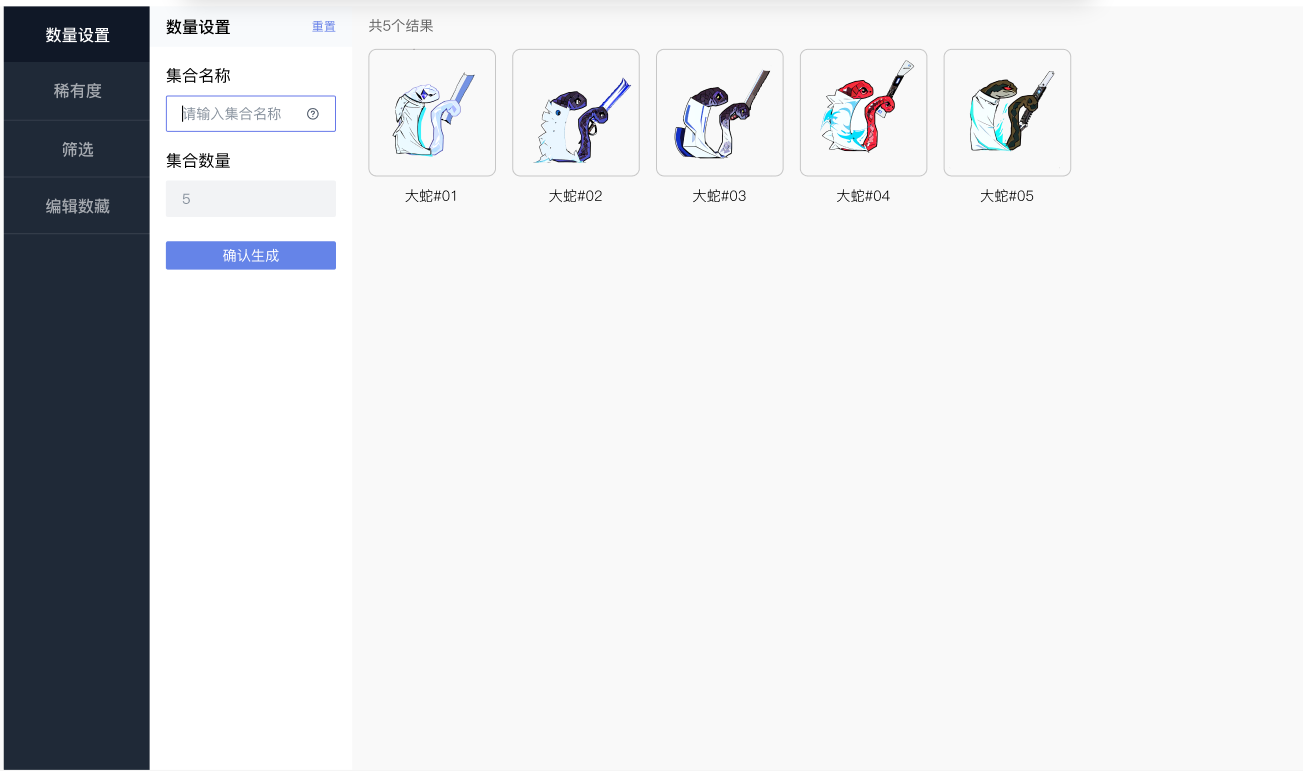 数量设置
稀有度
筛选
编辑数藏
数量设置 重置
集合名称
请输入集合名称
集合数量
5
确认生成
共5个结果
大蛇#01 大蛇#02 大蛇#03 大蛇#04 大蛇#05